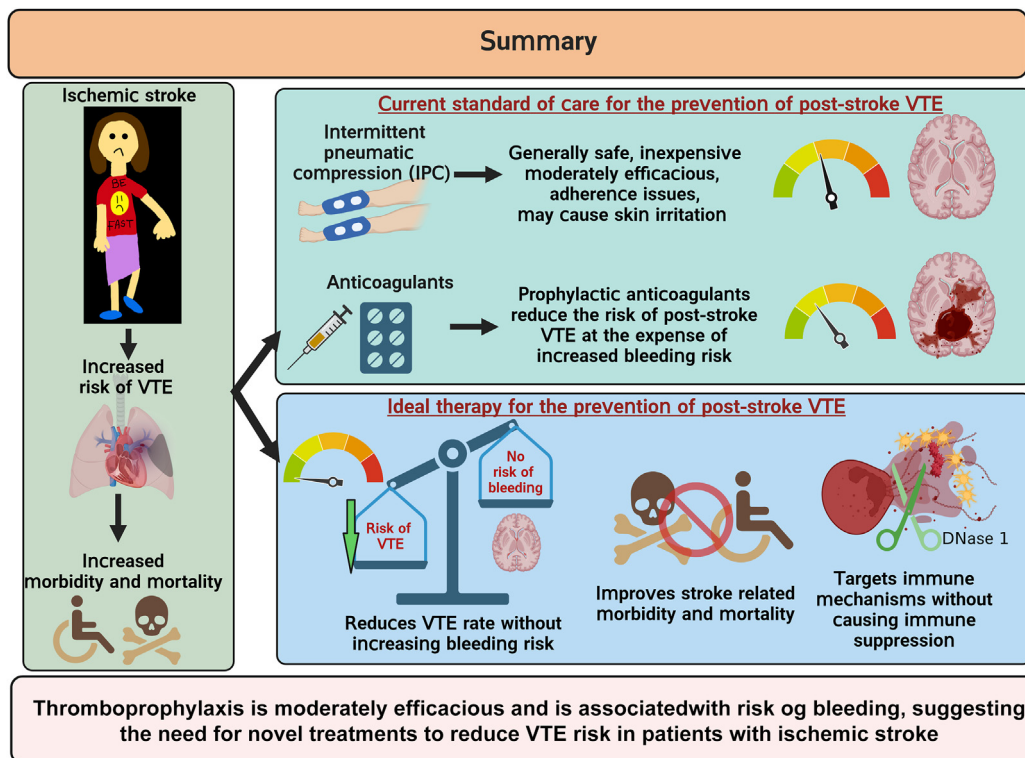 Summary
Ischemic stroke
BE
FAST
Increased
risk of VTE
Increased
morbidity and mortality
Current standard of care for the prevention of post-stroke VTE
Intermittent
pneumatic
compression (IPC)
Generally safe, inexpensive
moderately efficacious,
adherence issues,
may cause skin irritation
Anticoagulants
Prophylactic anticoagulants
reduce the risk of post-stroke
VTE at the expense of
increased bleeding risk
Ideal therapy for the prevention of post-stroke VTE
Risk of
VTE
No
risk of
bleeding
Reduces VTE rate without
increasing bleeding risk
Improves stroke related
morbidity and mortality
DNase 1
Targets immune
mechanisms without
causing immune
suppression
Thromboprophylaxis is moderately efficacious and is associatedwith risk og bleeding, suggesting
the need for novel treatments to reduce VTE risk in patients with ischemic stroke